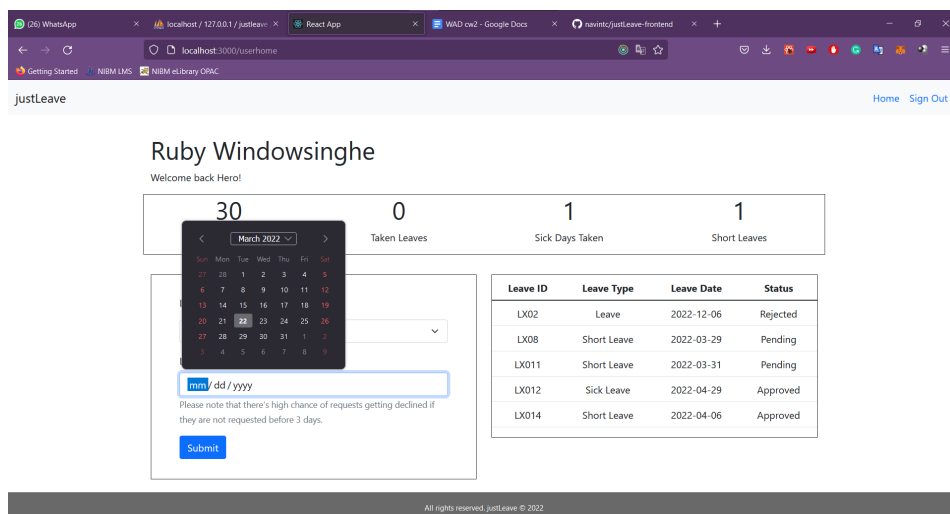 (26) WhatsApp
localhost / 127.0.0.1 / justleave
React App
WAD cw2 - Google Docs
navintc/justLeave-frontend
localhost:3000/userhome
Getting Started
NIBM LMS
NIBM eLibrary OPAC
justLeave
Home Sign Out
Ruby Windowsinghe
Welcome back Hero!
30 0 1 1
Taken Leaves Sick Days Taken Short Leaves
March 2022
Sun Mon Tue Wed Thu Fri Sat
27 28 1 2 3 4 5
6 7 8 9 10 11 12
13 14 15 16 17 18 19
20 21 22 23 24 25 26
27 28 29 30 31 1 2
3 4 5 6 7 8 9
mm / dd / yyyy
Please note that there's high chance of requests getting declined if
they are not requested before 3 days.
Submit
Leave ID Leave Type Leave Date Status
LX02 Leave 2022-12-06 Rejected
LX08 Short Leave 2022-03-29 Pending
LX011 Short Leave 2022-03-31 Pending
LX012 Sick Leave 2022-04-29 Approved
LX014 Short Leave 2022-04-06 Approved
All rights reserved. justLeave © 2022